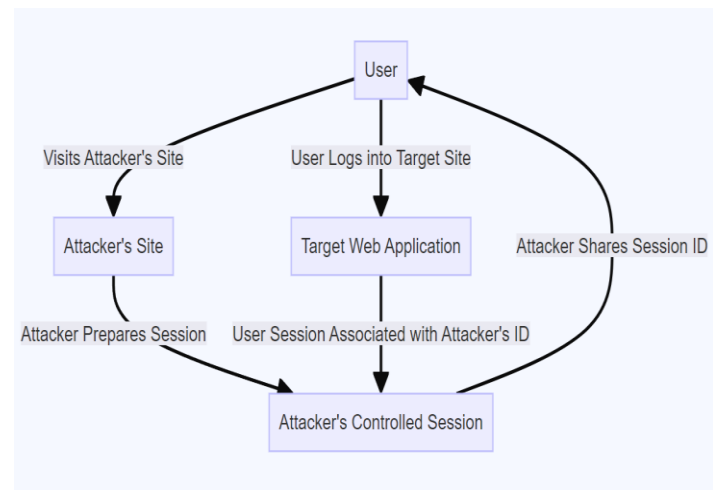 User
Visits Attacker's Site
User Logs into Target Site
Attacker's Site
Target Web Application
Attacker Shares Session ID
Attacker Prepares Session
User Session Associated with Attacker's ID
Attacker's Controlled Session